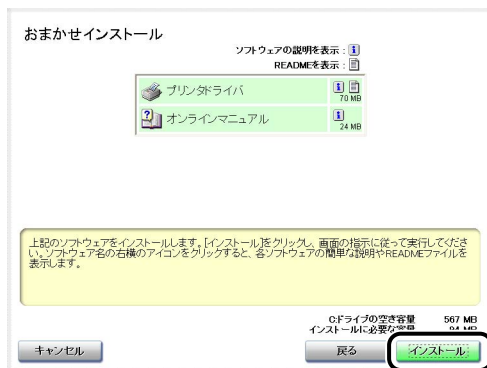 おまかせインストール
ソフトウェアの説明を表示 :
READMEを表示 :
プリンタドライバ
70 MB
オンラインマニュアル
24 MB
上記のソフトウェアをインストールします。[インストール]をクリックし、画面の指示に従って実行してくださ
い。ソフトウェア名の右横のアイコンをクリックすると、各ソフトウェアの簡単な説明やREADMEファイルを
表示します。
C:ドライブの空き容量 567 MB
インストールに必要な容量 94 MB
キャンセル
戻る
インストール